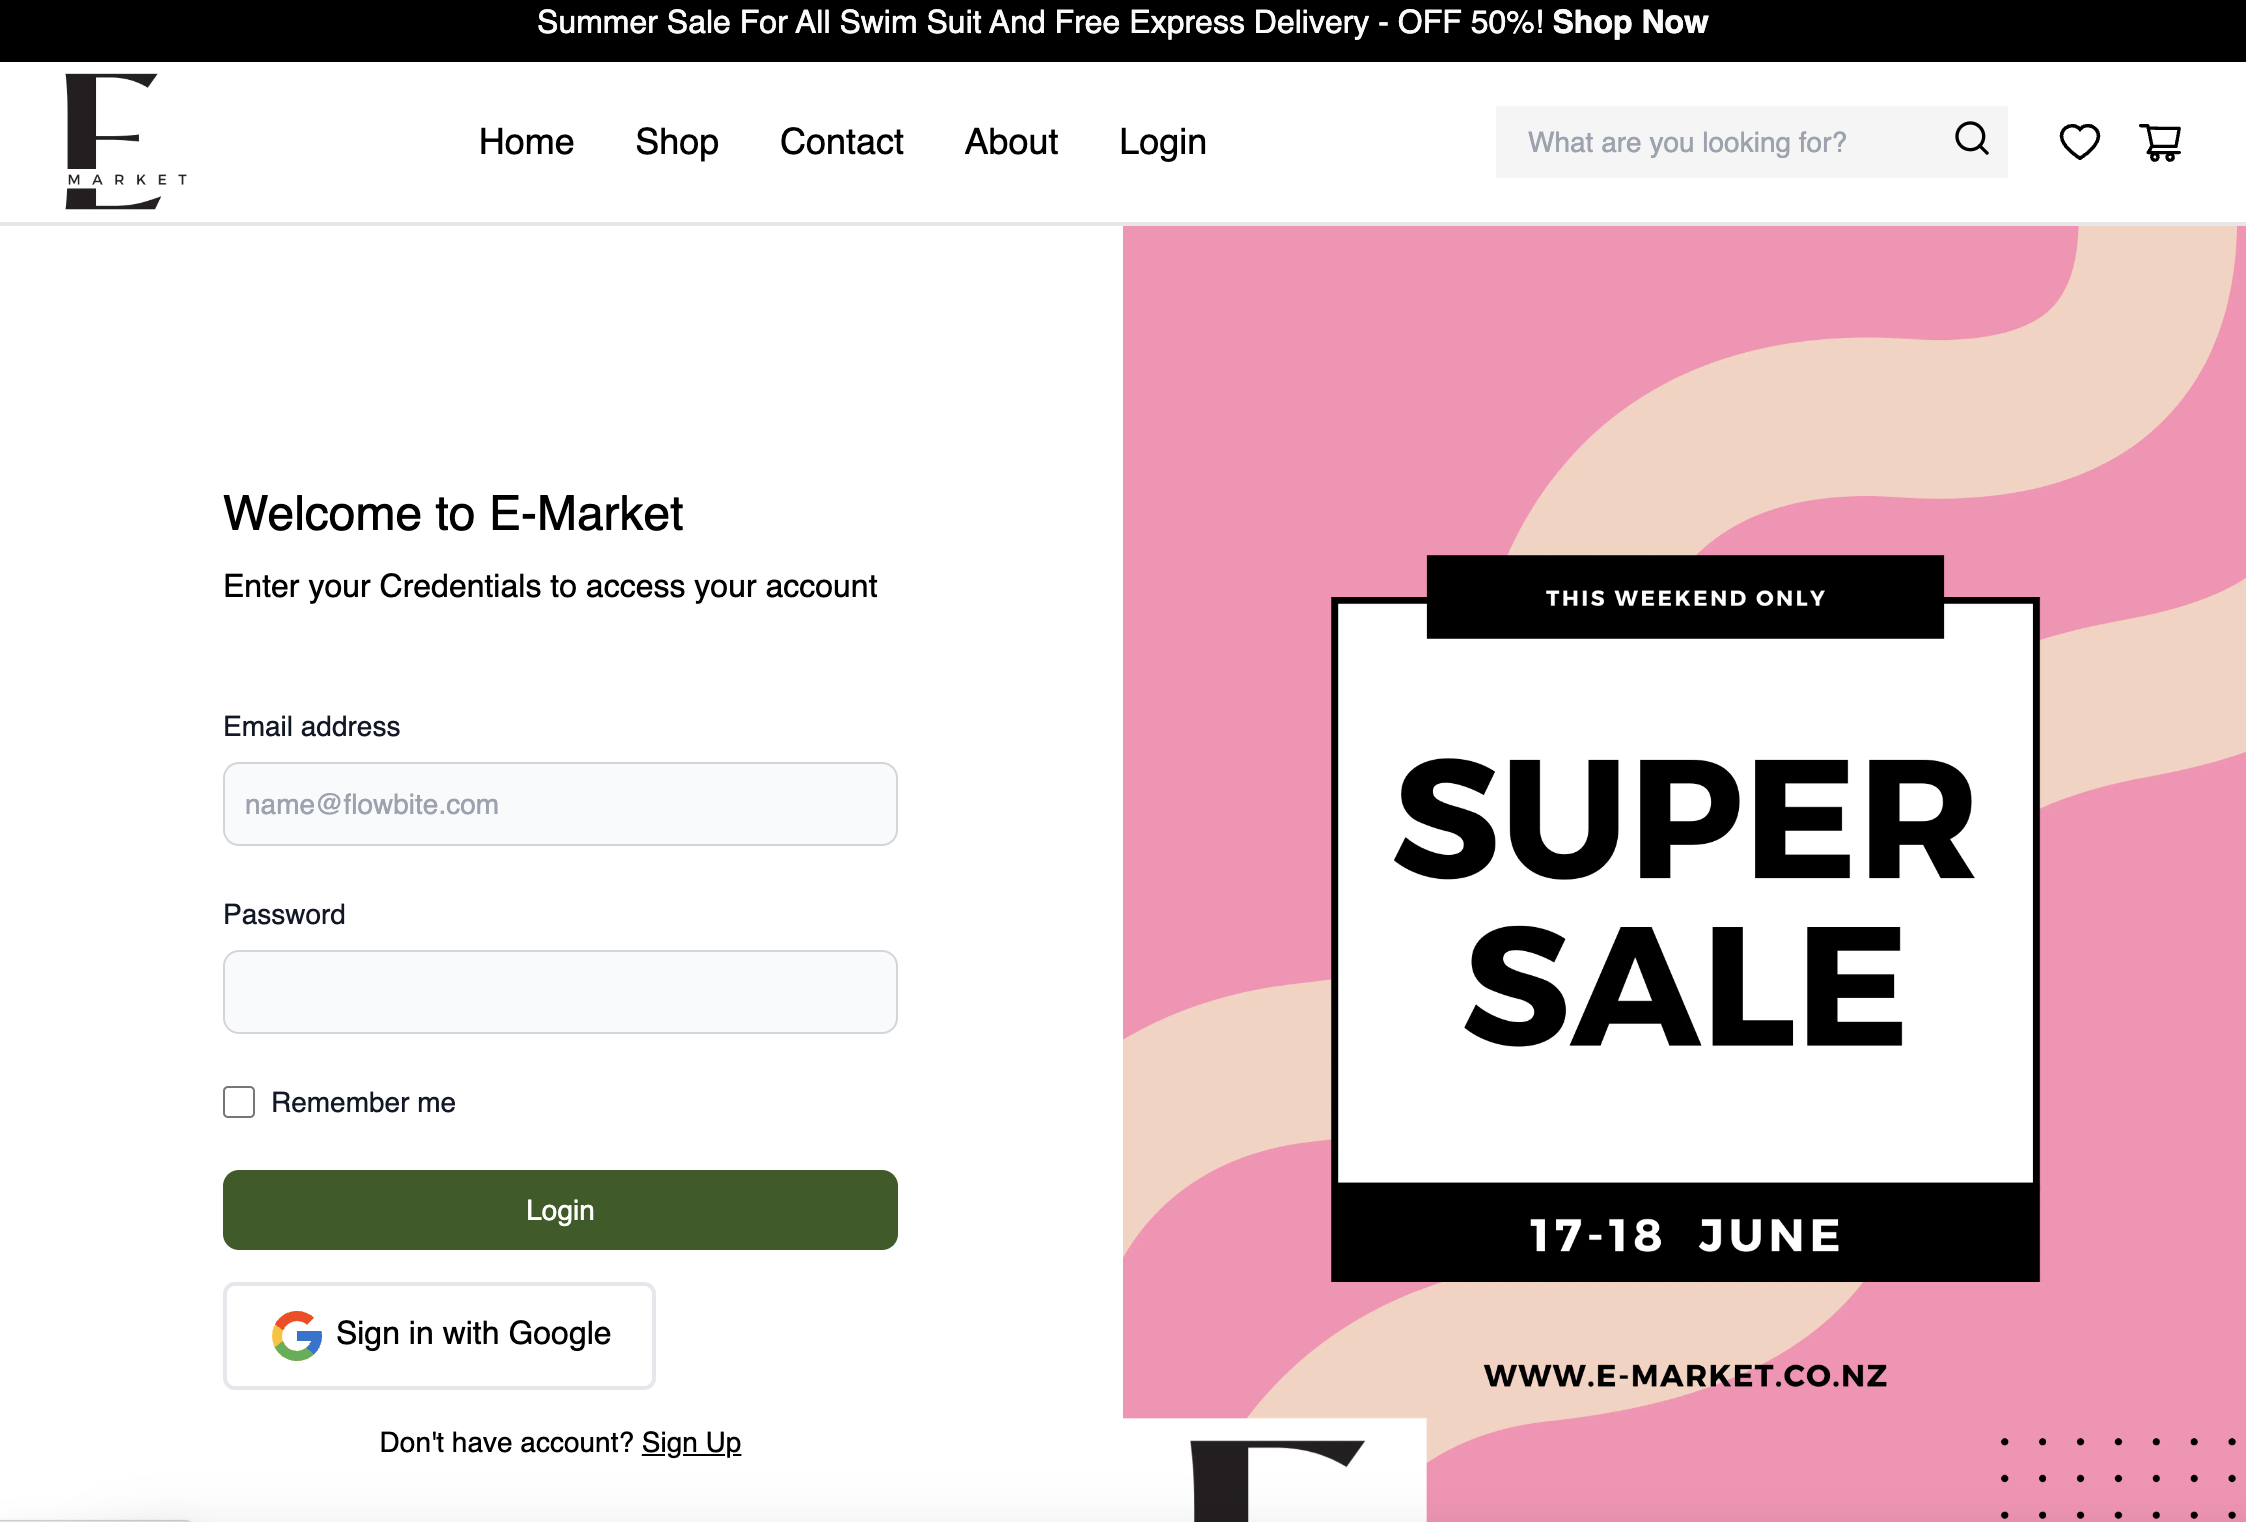 Summer Sale For All Swim Suit And Free Express Delivery - OFF 50%! Shop Now
E
MARKET
Home Shop Contact About Login
What are you looking for?
Welcome to E-Market
Enter your Credentials to access your account
Email address
name@flowbite.com
Password
Remember me
Login
Sign in with Google
Don't have account? Sign Up
THIS WEEKEND ONLY
SUPER
SALE
17-18 JUNE
WWW.E-MARKET.CO.NZ